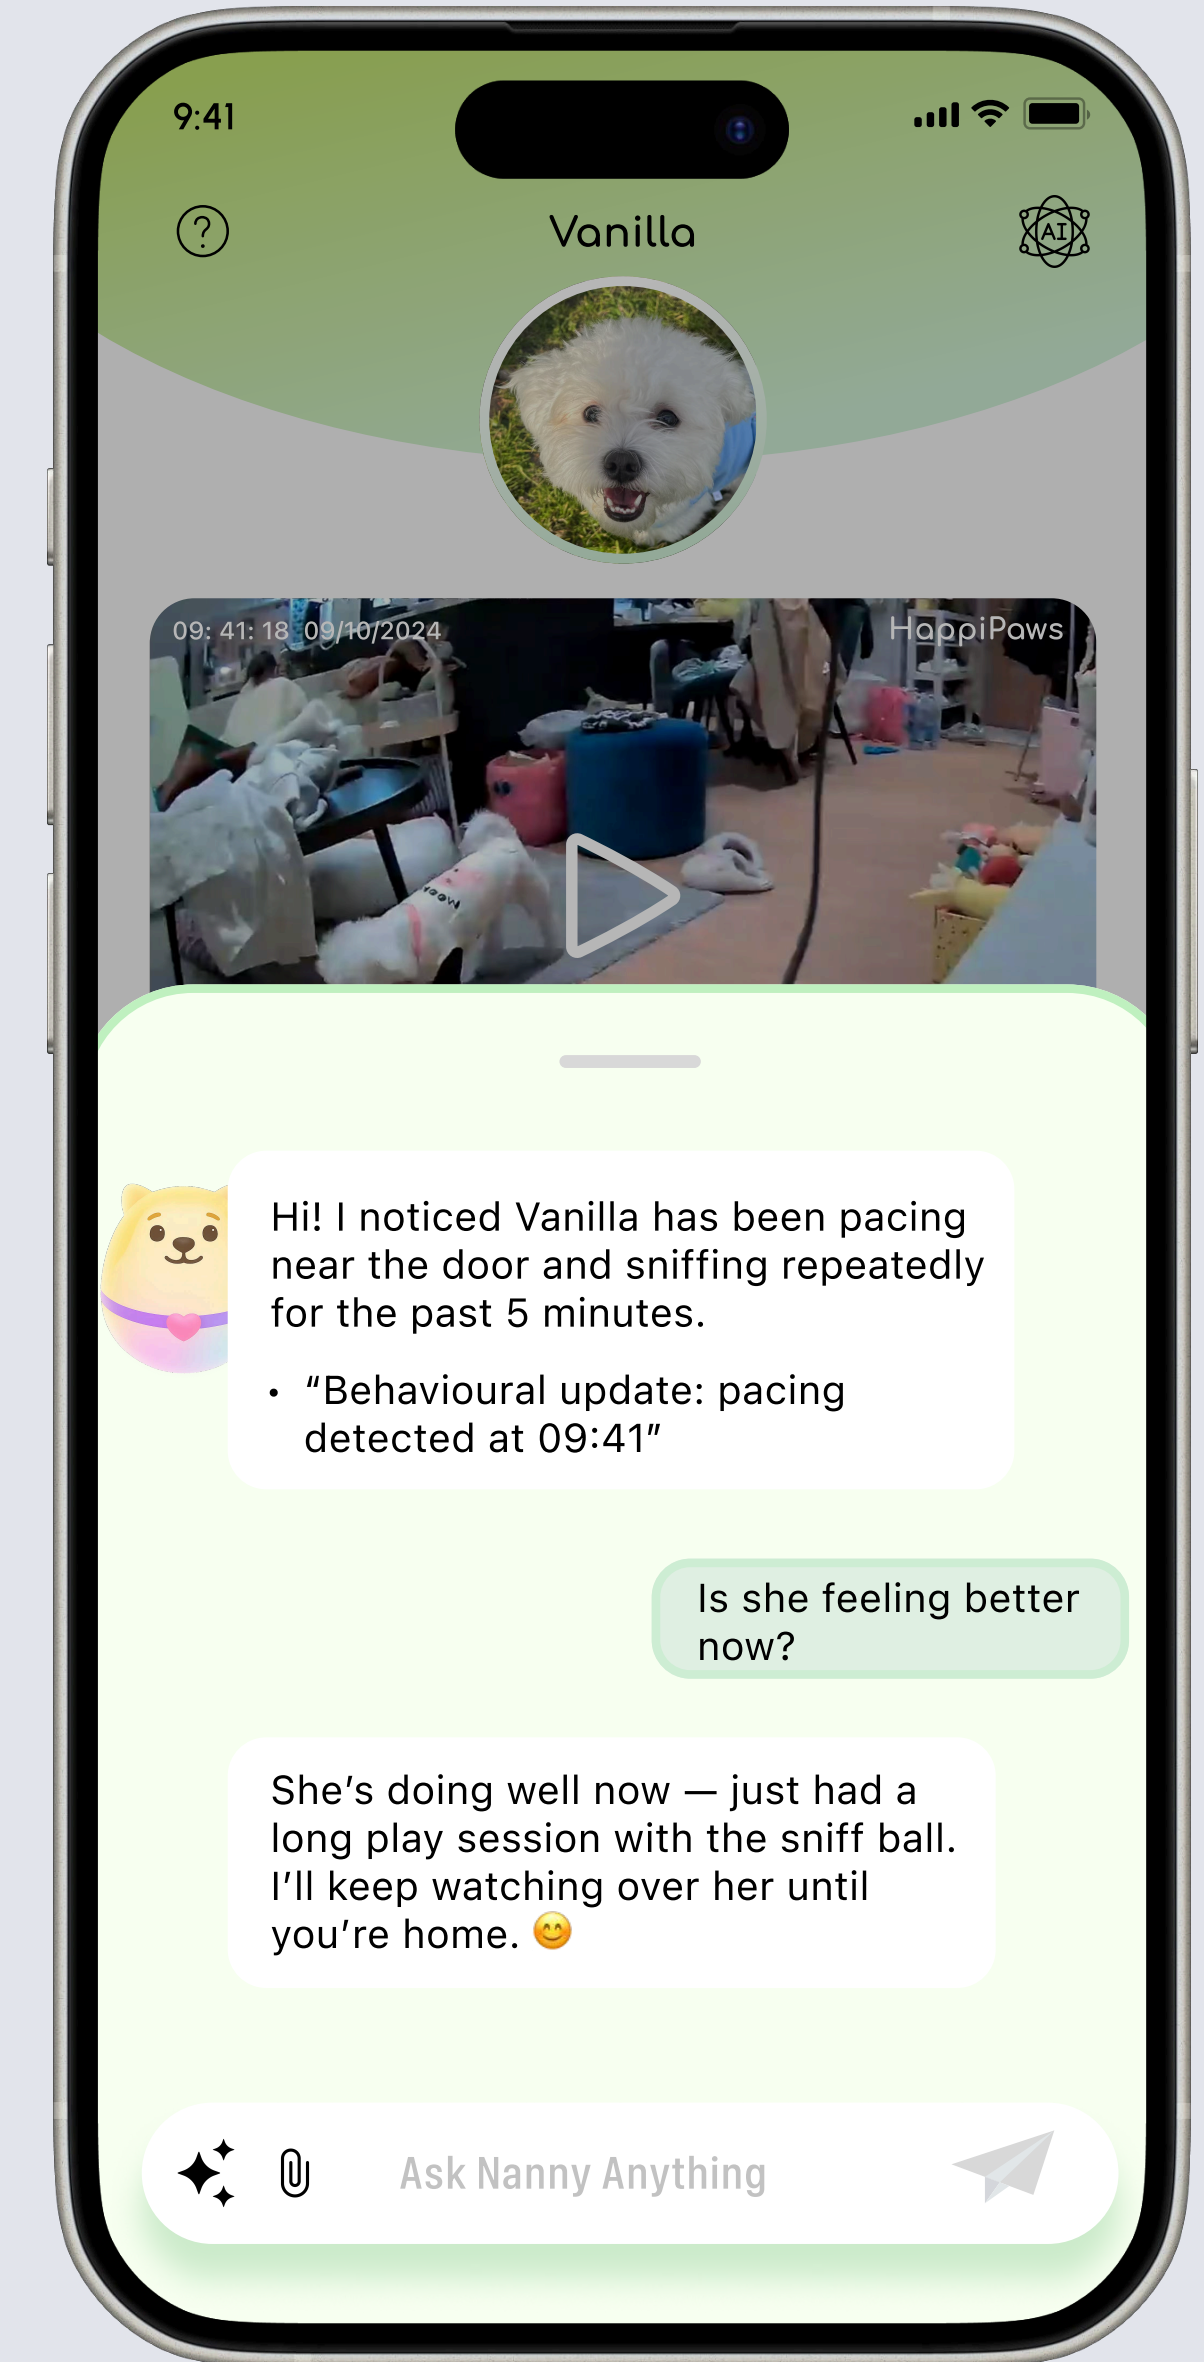 9:41
Vanilla
AI
09: 41: 18 09/10/2024
HappiPaws
meow
Hi! I noticed Vanilla has been pacing
near the door and sniffing repeatedly
for the past 5 minutes.
• “Behavioural update: pacing
detected at 09:41”
Is she feeling better
now?
She’s doing well now — just had a
long play session with the sniff ball.
I’ll keep watching over her until
you’re home. 😊
Ask Nanny Anything